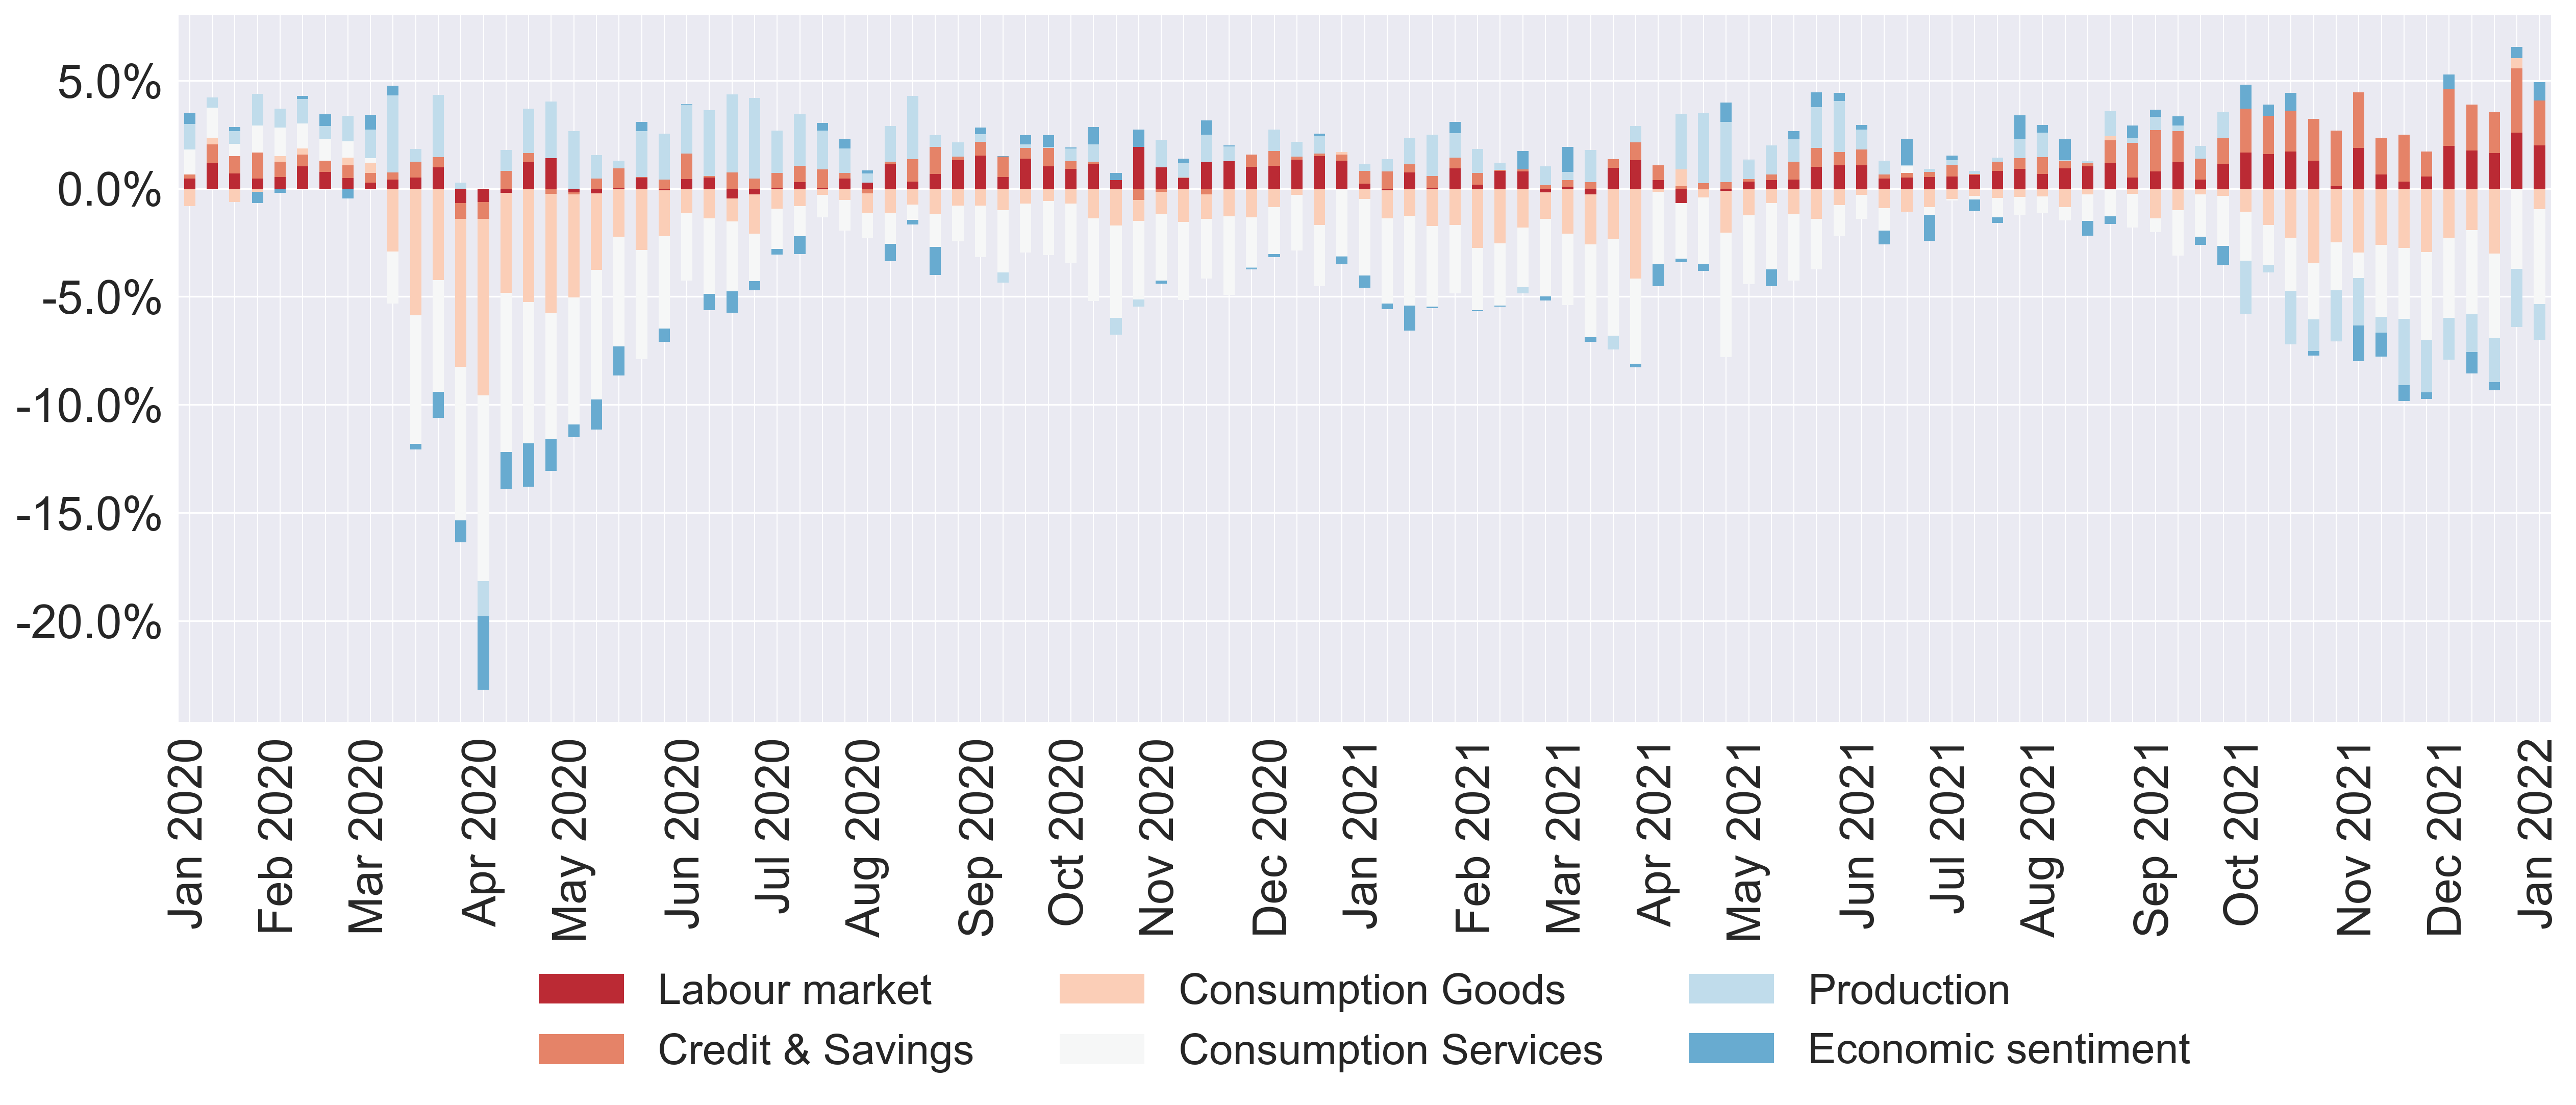 5.0%
0.0%
-5.0%
-10.0%
-15.0%
-20.0%
Jan 2020
Feb 2020
Mar 2020
Apr 2020
May 2020
Jun 2020
Jul 2020
Aug 2020
Sep 2020
Oct 2020
Nov 2020
Dec 2020
Jan 2021
Feb 2021
Mar 2021
Apr 2021
May 2021
Jun 2021
Jul 2021
Aug 2021
Sep 2021
Oct 2021
Nov 2021
Dec 2021
Jan 2022
Labour market
Consumption Goods
Production
Credit & Savings
Consumption Services
Economic sentiment